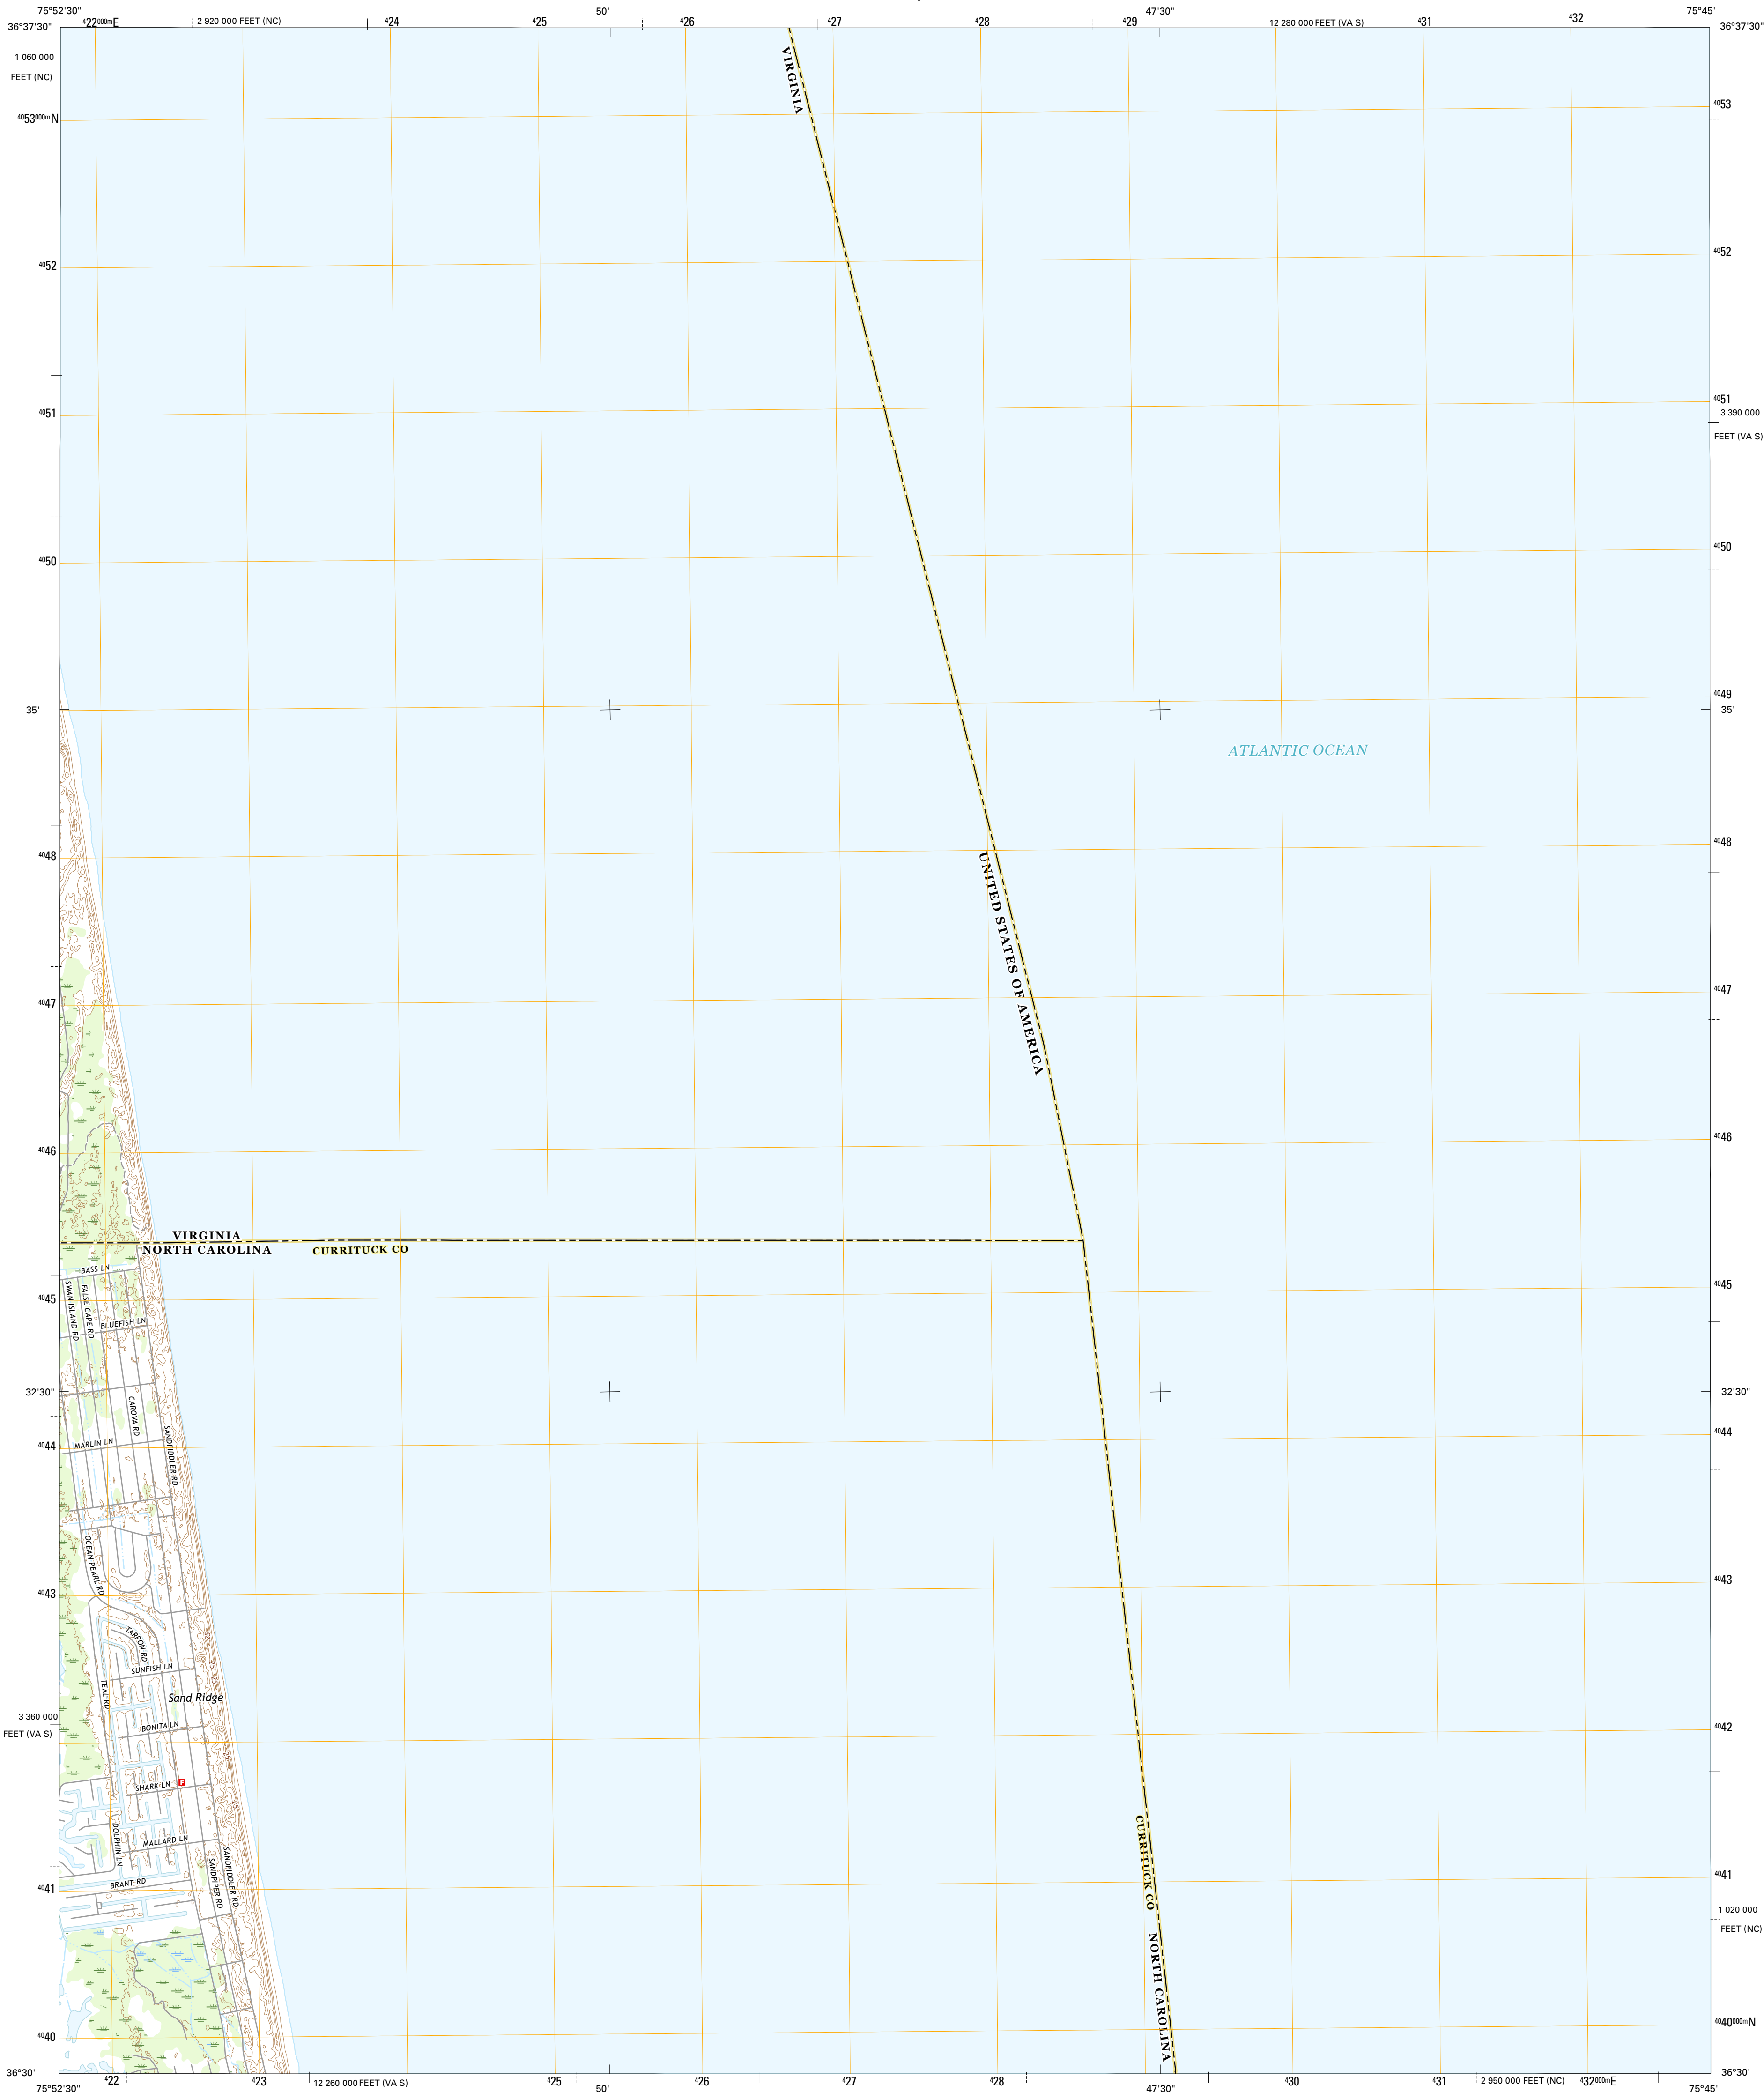 75°52'30"
422000mE
2 920 000 FEET (NC)
424
425
50'
426
427
428
429
47'30"
12 280 000 FEET (VA S)
431
432
75°45'
36°37'30"
36°37'30"
1 060 000
FEET (NC)
VIRGINIA
4053000mN
4053
4052
4052
4051
4051
3 390 000
FEET (VA S)
4050
4050
4049
35'
35'
ATLANTIC OCEAN
4048
4048
UNITED STATES OF AMERICA
4047
4047
4046
4046
VIRGINIA
NORTH CAROLINA
CURRITUCK CO
BASS LN
SWAN ISLAND RD
FALSE CAPE RD
4045
4045
BLUEFISH LN
32'30"
32'30"
CAROVA RD
SANDFIDDLER RD
MARLIN LN
4044
4044
OCEAN PEARL RD
4043
4043
TARPON RD
25
SUNFISH LN
25
25
TEAL RD
Sand Ridge
3 360 000
FEET (VA S)
BONITA LN
4042
4042
25
SHARK LN
F
25
DOLPHIN LN
MALLARD LN
CURRITUCK CO
SANDPIPER RD
SANDFIDDLER RD
BRANT RD
4041
4041
1 020 000
FEET (NC)
NORTH CAROLINA
4040
4040000mN
36°30'
36°30'
75°52'30"
422
423
12 260 000 FEET (VA S)
425
50'
426
427
428
47'30"
430
431
2 950 000 FEET (NC)
432000mE
75°45'